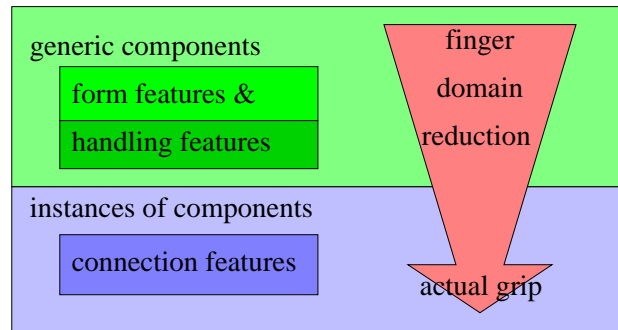 generic components
form features &
handling features
instances of components
connection features
finger
domain
reduction
actual grip